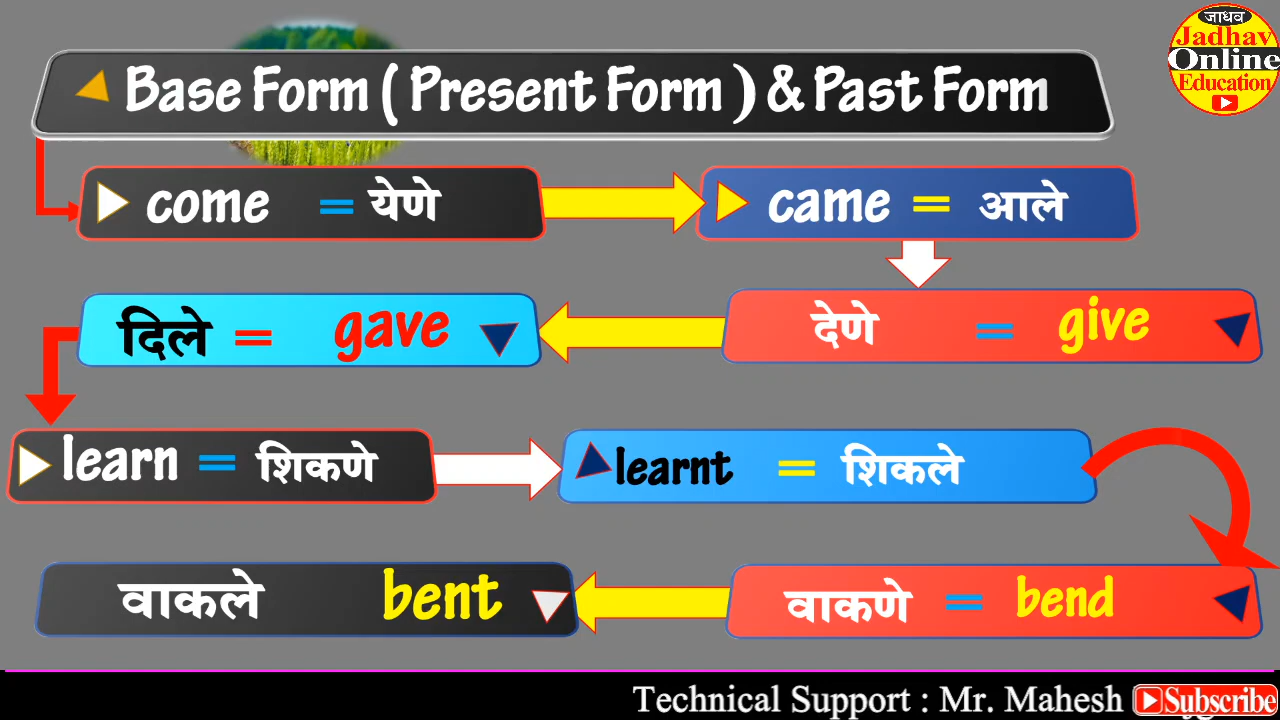 जाधव
Jadhav
Online
Education
Base Form ( Present Form ) & Past Form
come = येणे
came = आले
दिले = gave
देणे = give
learn = शिकणे
learnt = शिकले
वाकले bent
वाकणे = bend
Technical Support : Mr. Mahesh
Subscribe